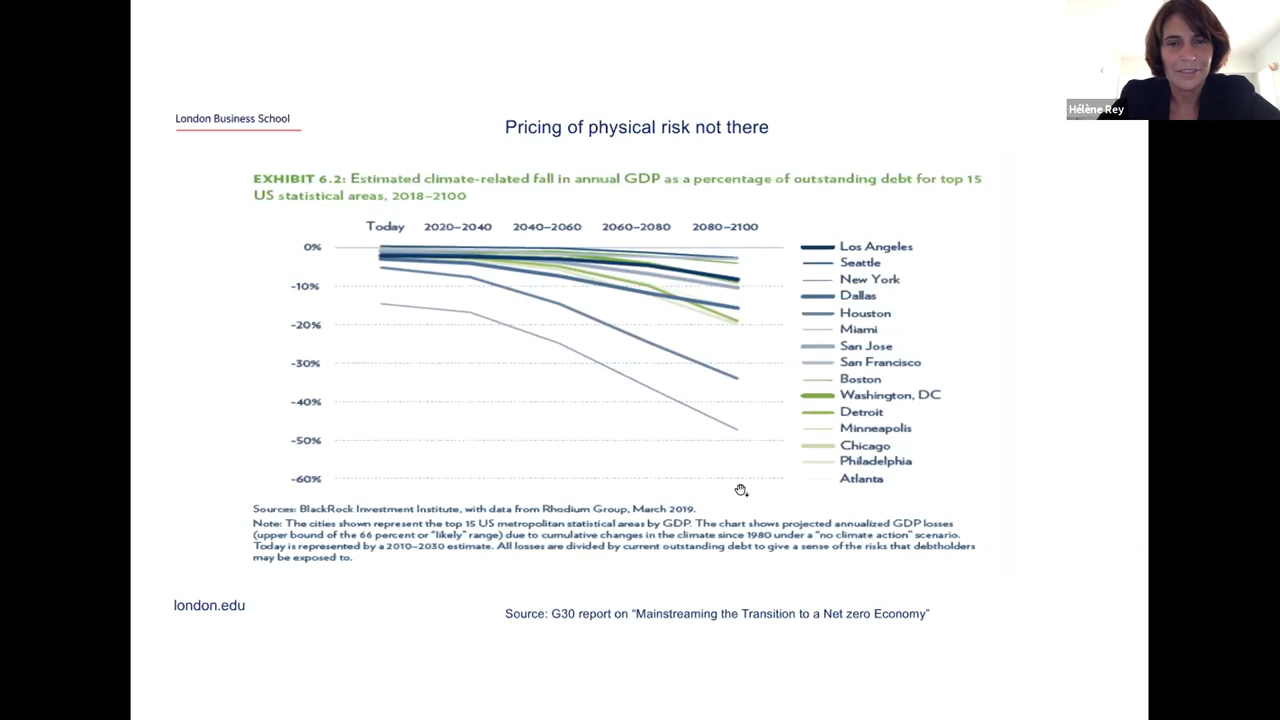 Hélène Rey
London Business School
Pricing of physical risk not there
EXHIBIT 6.2: Estimated climate-related fall in annual GDP as a percentage of outstanding debt for top 15
US statistical areas, 2018–2100
Today 2020–2040 2040–2060 2060–2080 2080–2100
0%
-10%
-20%
-30%
-40%
-50%
-60%
Los Angeles
Seattle
New York
Dallas
Houston
Miami
San Jose
San Francisco
Boston
Washington, DC
Detroit
Minneapolis
Chicago
Philadelphia
Atlanta
Sources: BlackRock Investment Institute, with data from Rhodium Group, March 2019.
Note: The cities shown represent the top 15 US metropolitan statistical areas by GDP. The chart shows projected annualized GDP losses
(upper bound of the 66 percent or "likely" range) due to cumulative changes in the climate since 1980 under a "no climate action" scenario.
Today is represented by a 2010–2030 estimate. All losses are divided by current outstanding debt to give a sense of the risks that debtholders
may be exposed to.
london.edu
Source: G30 report on “Mainstreaming the Transition to a Net zero Economy”